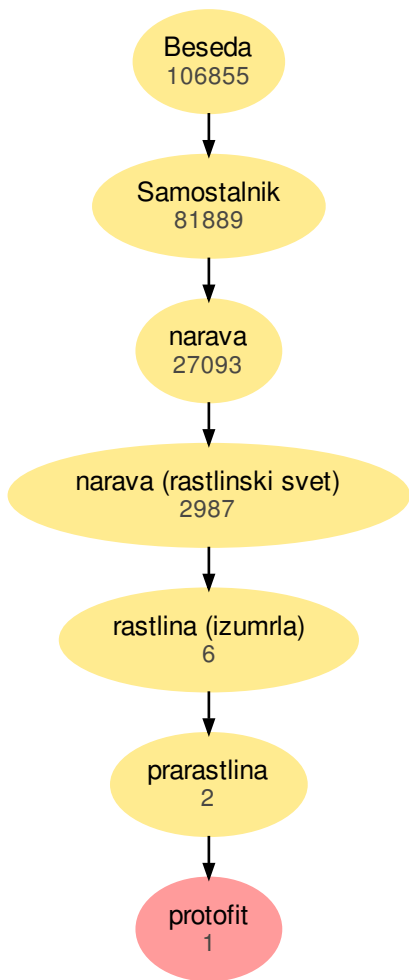 Beseda
106855
Samostalnik
81889
narava
27093
narava (rastlinski svet)
2987
rastlina (izumrla)
6
prarastlina
2
protofit
1